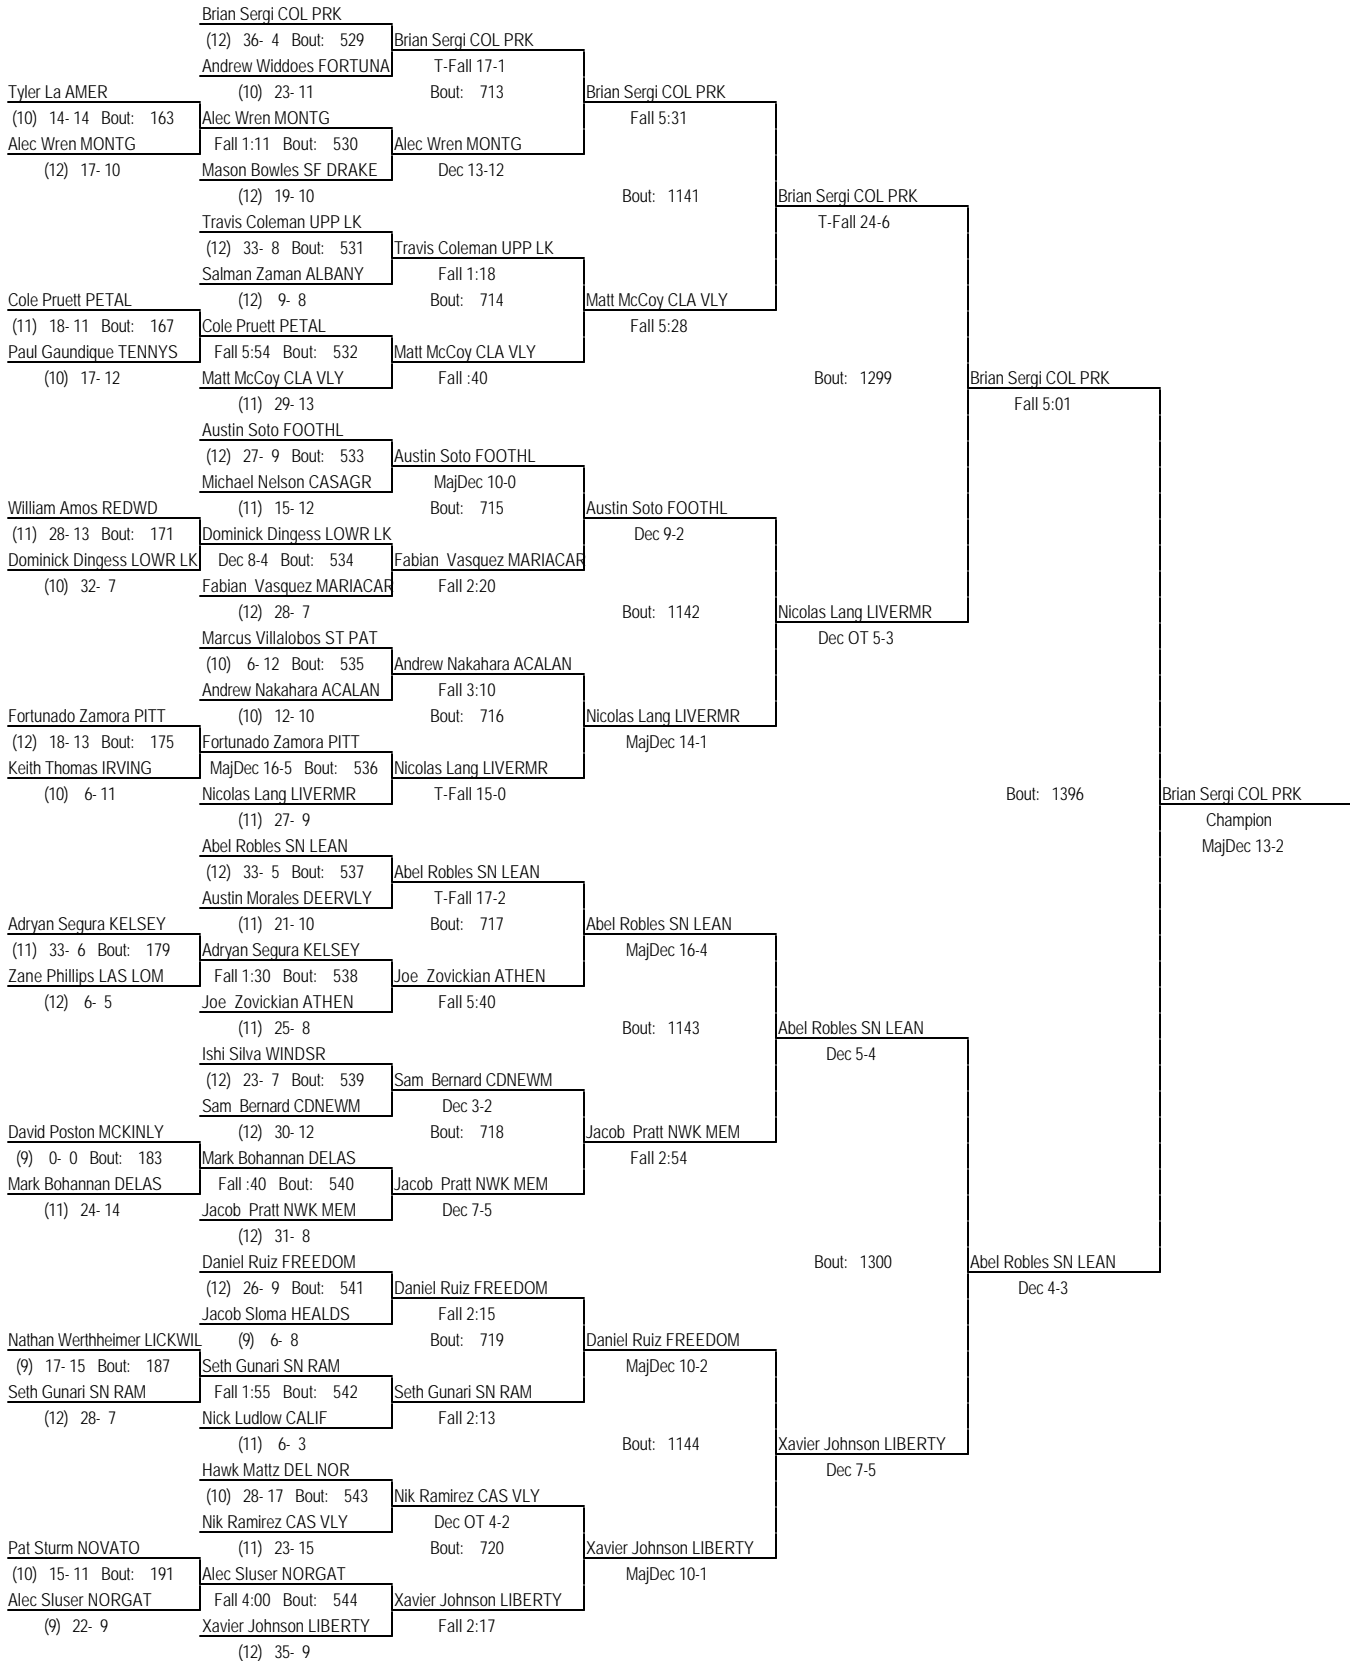 Brian Sergi COL PRK
(12) 36- 4 Bout: 529 Brian Sergi COL PRK
Andrew Widdoes FORTUNA T-Fall 17-1
Tyler La AMER (10) 23- 11 Bout: 713 Brian Sergi COL PRK
(10) 14- 14 Bout: 163 Alec Wren MONTG Fall 5:31
Alec Wren MONTG Fall 1:11 Bout: 530 Alec Wren MONTG
(12) 17- 10 Mason Bowles SF DRAKE Dec 13-12
(12) 19- 10 Bout: 1141 Brian Sergi COL PRK
Travis Coleman UPP LK T-Fall 24-6
(12) 33- 8 Bout: 531 Travis Coleman UPP LK
Salman Zaman ALBANY Fall 1:18
Cole Pruett PETAL (12) 9- 8 Bout: 714 Matt McCoy CLA VLY
(11) 18- 11 Bout: 167 Cole Pruett PETAL Fall 5:28
Paul Gaundique TENNYS Fall 5:54 Bout: 532 Matt McCoy CLA VLY
(10) 17- 12 Matt McCoy CLA VLY Fall :40 Bout: 1299 Brian Sergi COL PRK
(11) 29- 13 Fall 5:01
Austin Soto FOOTHL
(12) 27- 9 Bout: 533 Austin Soto FOOTHL
Michael Nelson CASAGR MajDec 10-0
William Amos REDWD (11) 15- 12 Bout: 715 Austin Soto FOOTHL
(11) 28- 13 Bout: 171 Dominick Dingess LOWR LK Dec 9-2
Dominick Dingess LOWR LK Dec 8-4 Bout: 534 Fabian Vasquez MARIACAR
(10) 32- 7 Fabian Vasquez MARIACAR Fall 2:20
(12) 28- 7 Bout: 1142 Nicolas Lang LIVERMR
Marcus Villalobos ST PAT Dec OT 5-3
(10) 6- 12 Bout: 535 Andrew Nakahara ACALAN
Andrew Nakahara ACALAN Fall 3:10
Fortunado Zamora PITT (10) 12- 10 Bout: 716 Nicolas Lang LIVERMR
(12) 18- 13 Bout: 175 Fortunado Zamora PITT MajDec 14-1
Keith Thomas IRVING MajDec 16-5 Bout: 536 Nicolas Lang LIVERMR
(10) 6- 11 Nicolas Lang LIVERMR T-Fall 15-0 Bout: 1396 Brian Sergi COL PRK
(11) 27- 9 Champion
Abel Robles SN LEAN MajDec 13-2
(12) 33- 5 Bout: 537 Abel Robles SN LEAN
Austin Morales DEERVLY T-Fall 17-2
Adryan Segura KELSEY (11) 21- 10 Bout: 717 Abel Robles SN LEAN
(11) 33- 6 Bout: 179 Adryan Segura KELSEY MajDec 16-4
Zane Phillips LAS LOM Fall 1:30 Bout: 538 Joe Zovickian ATHEN
(12) 6- 5 Joe Zovickian ATHEN Fall 5:40
(11) 25- 8 Bout: 1143 Abel Robles SN LEAN
Ishi Silva WINDSR Dec 5-4
(12) 23- 7 Bout: 539 Sam Bernard CDNEWM
Sam Bernard CDNEWM Dec 3-2
David Poston MCKINLY (12) 30- 12 Bout: 718 Jacob Pratt NWK MEM
(9) 0- 0 Bout: 183 Mark Bohannan DELAS Fall 2:54
Mark Bohannan DELAS Fall :40 Bout: 540 Jacob Pratt NWK MEM
(11) 24- 14 Jacob Pratt NWK MEM Dec 7-5
(12) 31- 8
Daniel Ruiz FREEDOM Bout: 1300 Abel Robles SN LEAN
(12) 26- 9 Bout: 541 Daniel Ruiz FREEDOM Dec 4-3
Jacob Sloma HEALDS Fall 2:15
Nathan Werthheimer LICKWIL (9) 6- 8 Bout: 719 Daniel Ruiz FREEDOM
(9) 17- 15 Bout: 187 Seth Gunari SN RAM MajDec 10-2
Seth Gunari SN RAM Fall 1:55 Bout: 542 Seth Gunari SN RAM
(12) 28- 7 Nick Ludlow CALIF Fall 2:13
(11) 6- 3 Bout: 1144 Xavier Johnson LIBERTY
Hawk Mattz DEL NOR Dec 7-5
(10) 28- 17 Bout: 543 Nik Ramirez CAS VLY
Nik Ramirez CAS VLY Dec OT 4-2
Pat Sturm NOVATO (11) 23- 15 Bout: 720 Xavier Johnson LIBERTY
(10) 15- 11 Bout: 191 Alec Sluser NORGAT MajDec 10-1
Alec Sluser NORGAT Fall 4:00 Bout: 544 Xavier Johnson LIBERTY
(9) 22- 9 Xavier Johnson LIBERTY Fall 2:17
(12) 35- 9